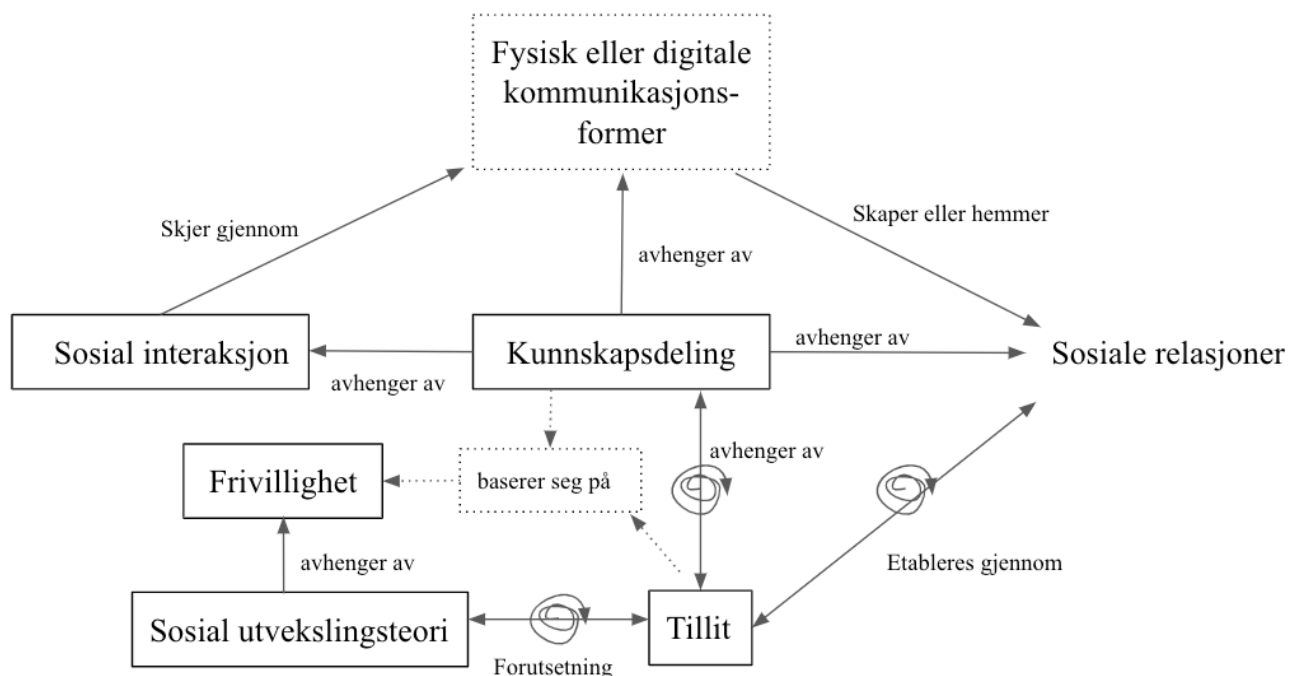 Fysisk eller digitale
kommunikasjons-
former
Skjer gjennom
Skaper eller hemmer
avhenger av
Sosial interaksjon
Kunnskapsdeling
avhenger av
Sosiale relasjoner
avhenger av
avhenger av
Frivillighet
baserer seg på
avhenger av
Etableres gjennom
Sosial utvekslingsteori
Tillit
Forutsetning